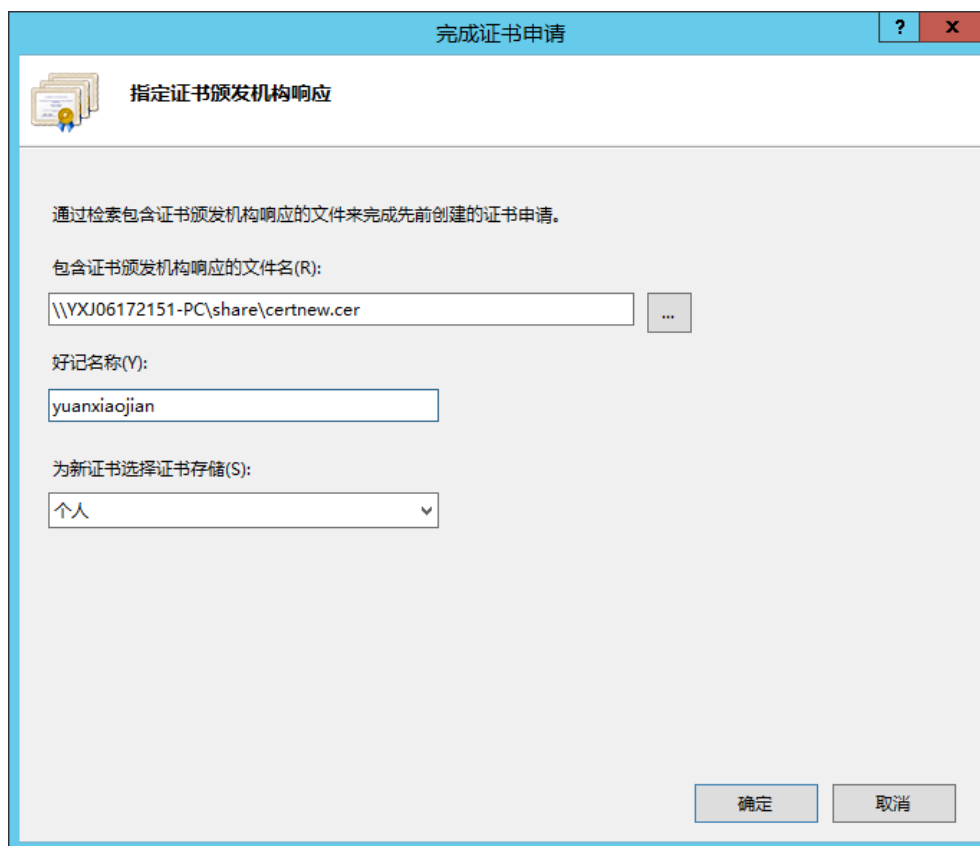 完成证书申请
?
x
指定证书颁发机构响应
通过检索包含证书颁发机构响应的文件来完成先前创建的证书申请。
包含证书颁发机构响应的文件名(R):
\\YXJ06172151-PC\share\certnew.cer
...
好记名称(Y):
yuanxiaojian
为新证书选择证书存储(S):
个人
确定
取消